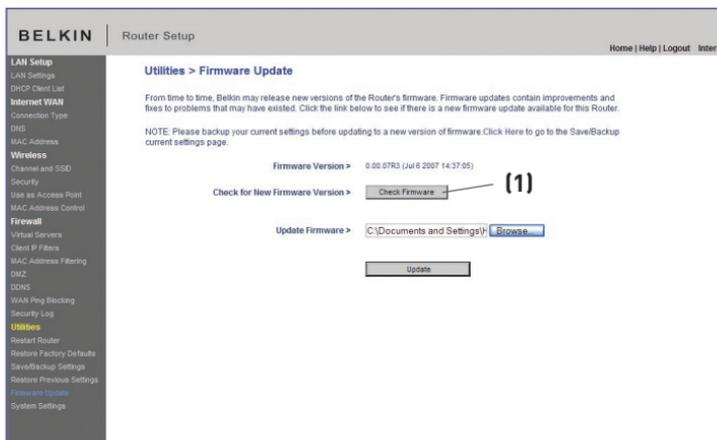 BELKIN
Router Setup
Home | Help | Logout Inter
LAN Setup
LAN Settings
DHCP Client List
Internet WAN
Connection Type
DNS
MAC Address
Wireless
Channel and SSID
Security
Use as Access Point
MAC Address Control
Firewall
Virtual Servers
Client IP Filters
MAC Address Filtering
DMZ
DDNS
WAN Ping Blocking
Security Log
Utilities
Restart Router
Restore Factory Defaults
Save/Backup Settings
Restore Previous Settings
Firmware Update
System Settings
Utilities > Firmware Update
From time to time, Belkin may release new versions of the Router's firmware. Firmware updates contain improvements and
fixes to problems that may have existed. Click the link below to see if there is a new firmware update available for this Router.
NOTE: Please backup your current settings before updating to a new version of firmware.Click Here to go to the Save/Backup
current settings page.
Firmware Version > 0.00.07R3 (Jul 6 2007 14:37:05)
Check for New Firmware Version > Check Firmware (1)
Update Firmware > C:\Documents and Settings\H Browse...
Update